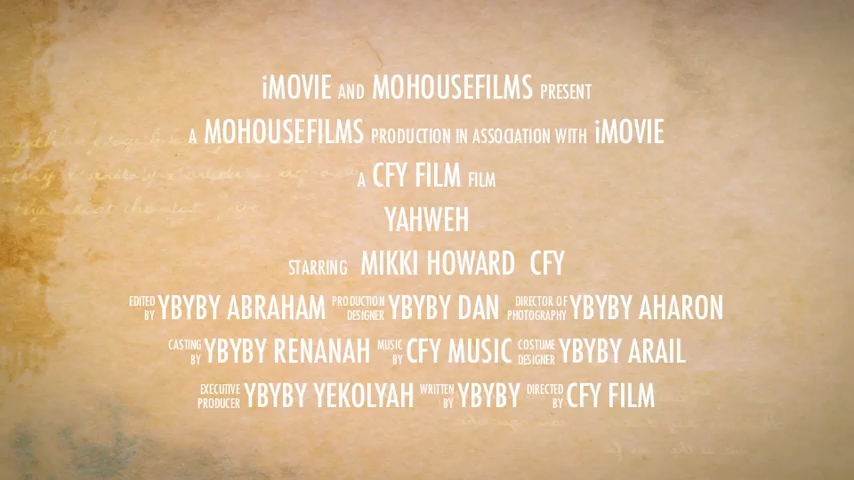 iMOVIE AND MOHOUSEFILMS PRESENT
A MOHOUSEFILMS PRODUCTION IN ASSOCIATION WITH iMOVIE
A CFY FILM FILM
YAHWEH
STARRING MIKKI HOWARD CFY
EDITED BY YBYBY ABRAHAM PRODUCTION DESIGNER YBYBY DAN DIRECTOR OF PHOTOGRAPHY YBYBY AHARON
CASTING BY YBYBY RENANAH MUSIC BY CFY MUSIC COSTUME DESIGNER YBYBY ARAIL
EXECUTIVE PRODUCER YBYBY YEKOLYAH WRITTEN BY YBYBY DIRECTED BY CFY FILM